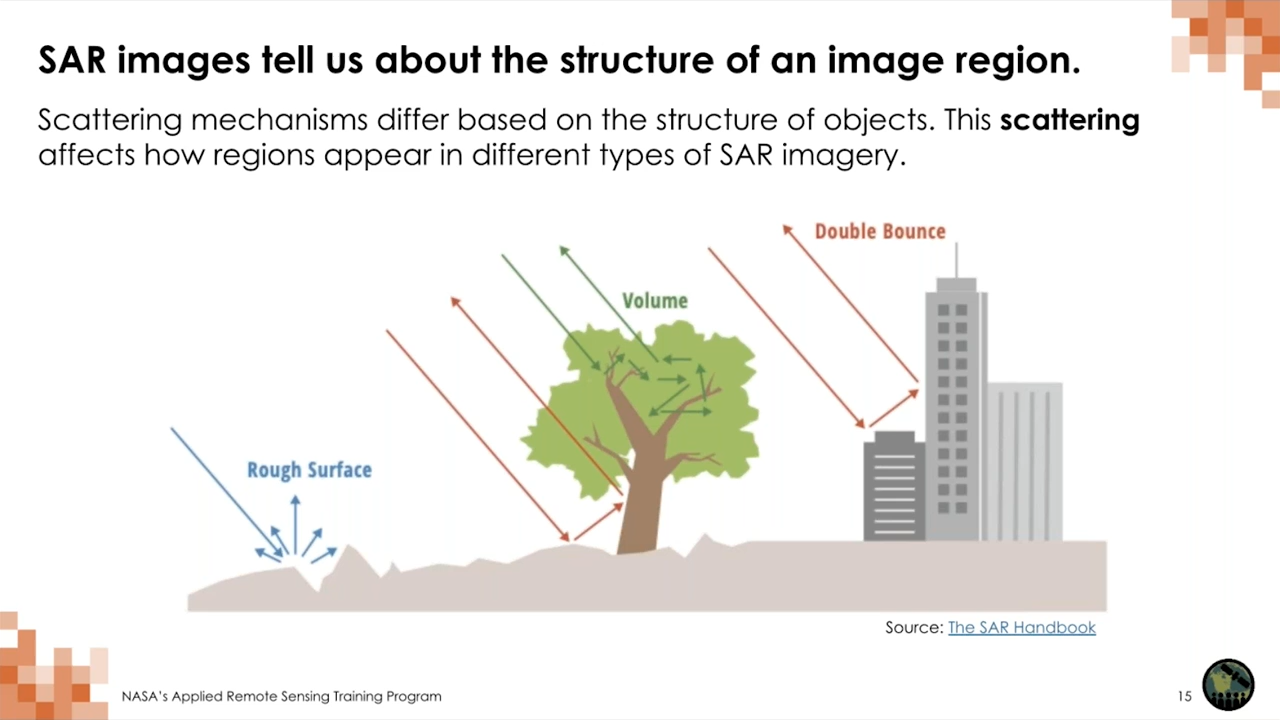 SAR images tell us about the structure of an image region.
Scattering mechanisms differ based on the structure of objects. This scattering
affects how regions appear in different types of SAR imagery.
Double Bounce
Volume
Rough Surface
Source: The SAR Handbook
NASA's Applied Remote Sensing Training Program
15